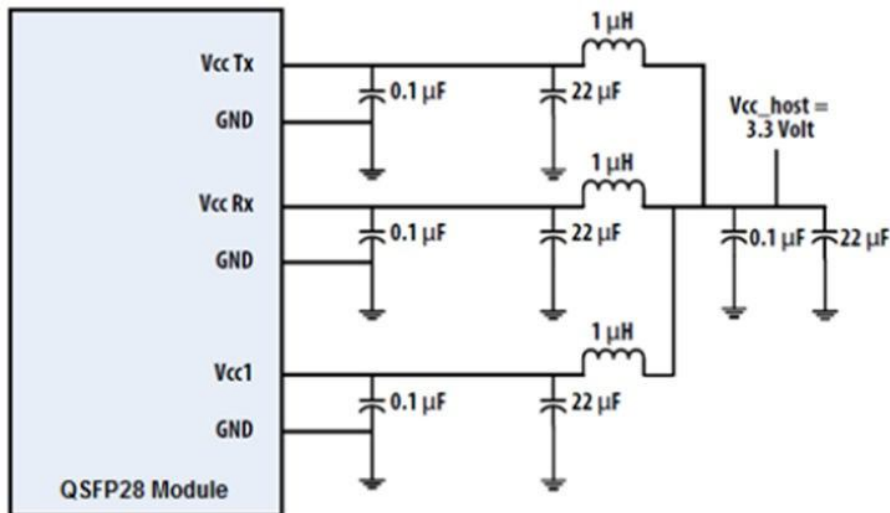 1 µH
Vcc Tx
0.1 µF
22 µF
GND
Vcc_host =
3.3 Volt
1 µH
Vcc Rx
0.1 µF
22 µF
0.1 µF
22 µF
GND
1 µH
Vcc1
0.1 µF
22 µF
GND
QSFP28 Module